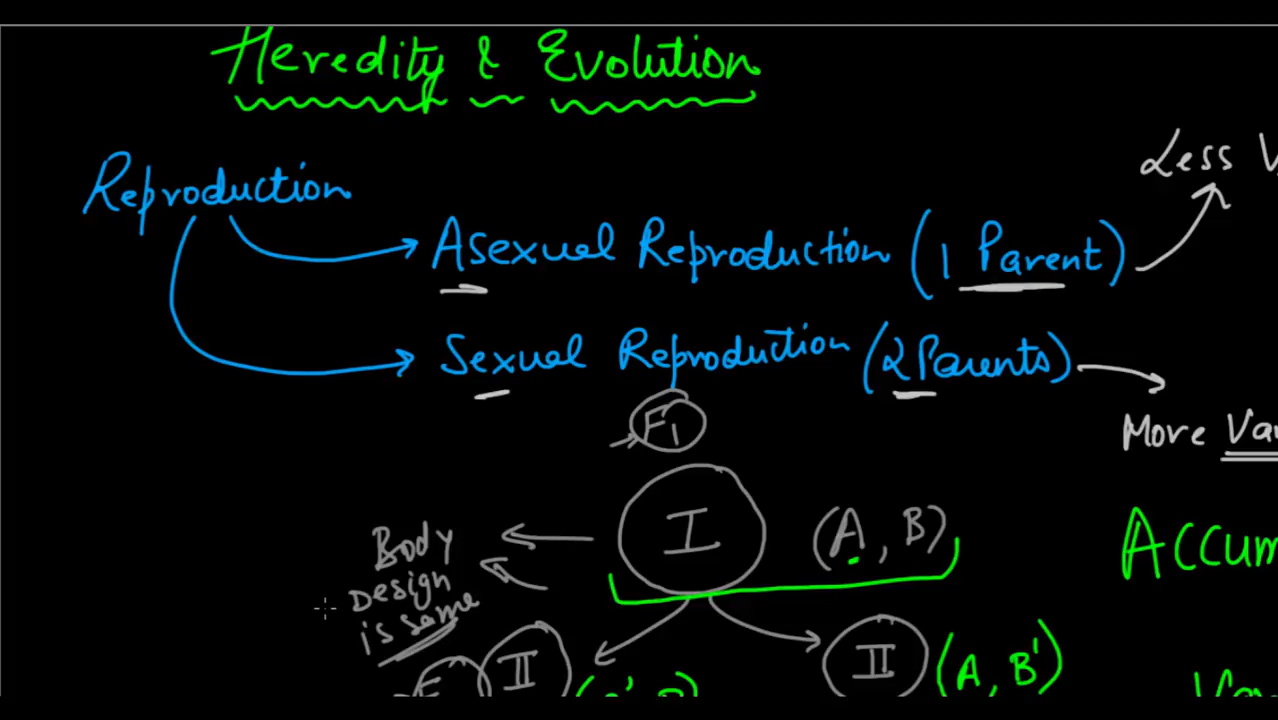 Heredity & Evolution
Reproduction
Less
Asexual Reproduction (1 Parent)
Sexual Reproduction (2 Parents)
More
F1
I (A, B)
Body
Design
is same
II
II (A, B')